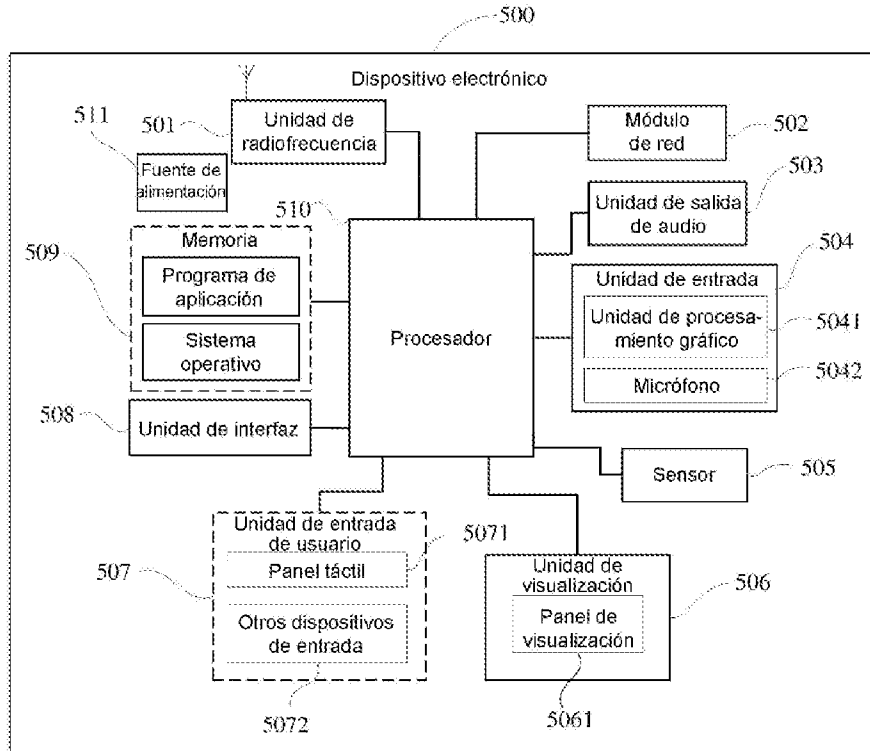 500
Dispositivo electrónico
511
501
Unidad de
radiofrecuencia
Módulo
de red
502
Fuente de
alimentación
503
510
Unidad de salida
de audio
509
Memoria
Programa de
aplicación
Sistema
operativo
Procesador
504
Unidad de entrada
Unidad de procesa-
miento gráfico
5041
5042
Micrófono
508
Unidad de interfaz
Sensor
505
Unidad de entrada
de usuario
5071
507
Panel táctil
Otros dispositivos
de entrada
5072
Unidad de
visualización
506
Panel de
visualización
5061